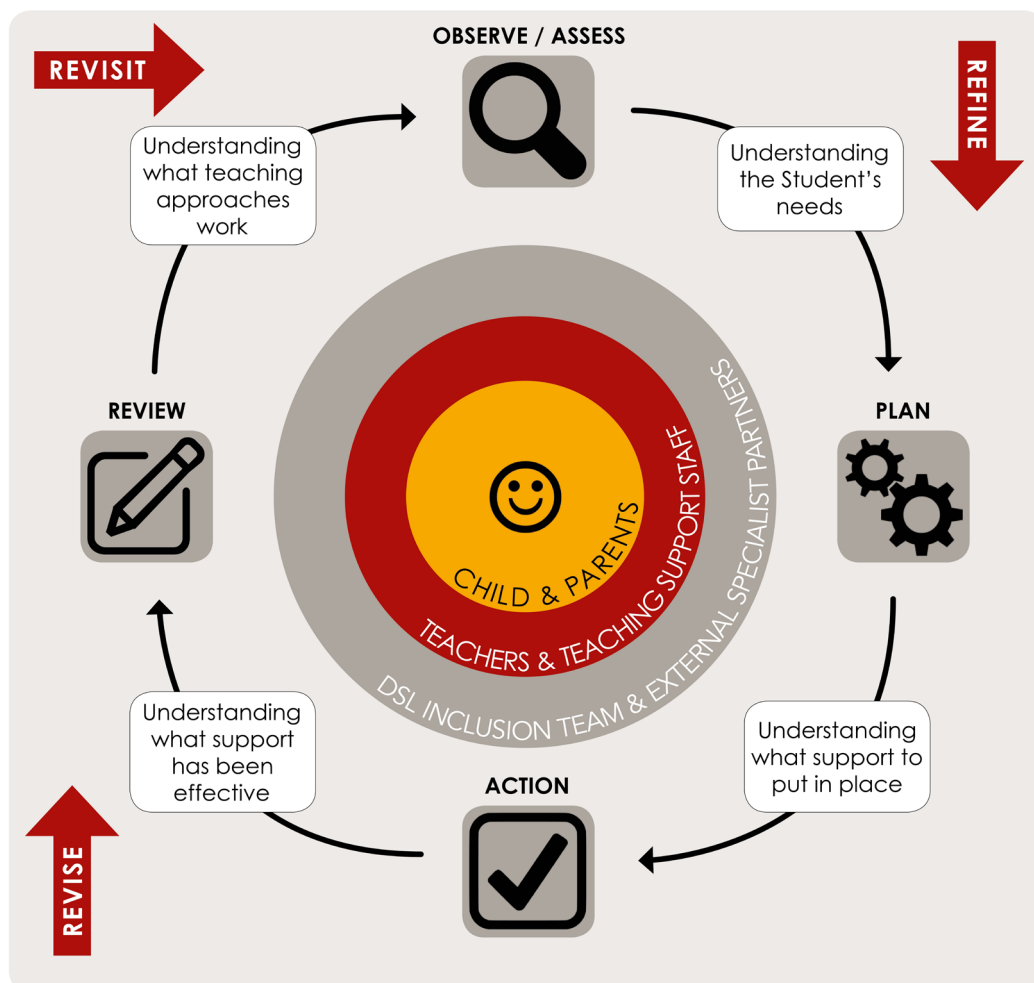 OBSERVE / ASSESS
REVISIT
REFINE
Understanding
what teaching
approaches
work
Understanding
the Student's
needs
REVIEW
PLAN
CHILD & PARENTS
TEACHERS & TEACHING SUPPORT STAFF
DSL INCLUSION TEAM & EXTERNAL SPECIALIST PARTNERS
Understanding
what support
has been
effective
Understanding
what support to
put in place
ACTION
REVISE